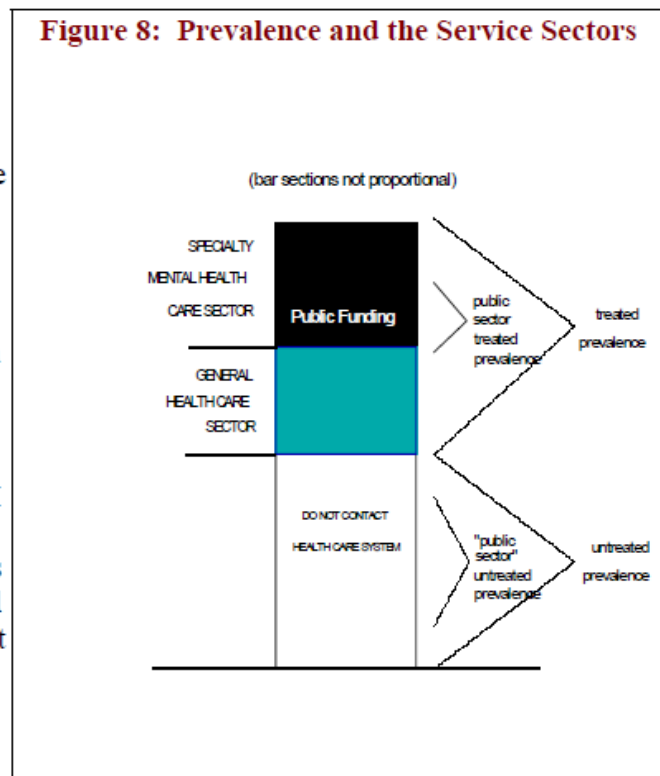 Figure 8: Prevalence and the Service Sectors
(bar sections not proportional)
SPECIALTY
MENTAL HEALTH
CARE SECTOR
Public Funding
public
sector
treated
prevalence
treated
prevalence
GENERAL
HEALTH CARE
SECTOR
DO NOT CONTACT
HEALTH CARE SYSTEM
"public
sector"
untreated
prevalence
untreated
prevalence